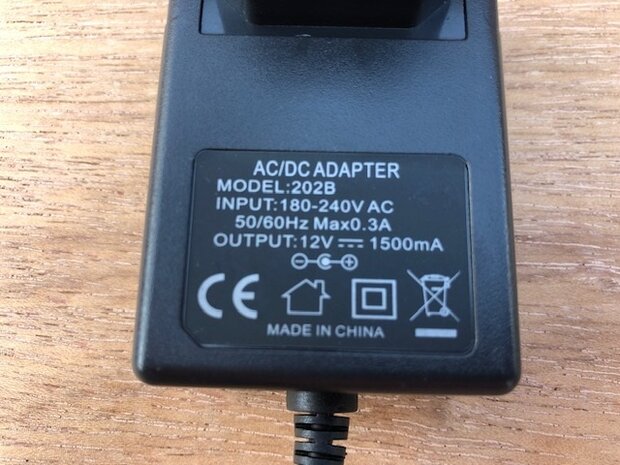 AC/DC ADAPTER
MODEL:202B
INPUT:180-240V AC
50/60Hz Max0.3A
OUTPUT:12V ⎓ 1500mA
CE
MADE IN CHINA